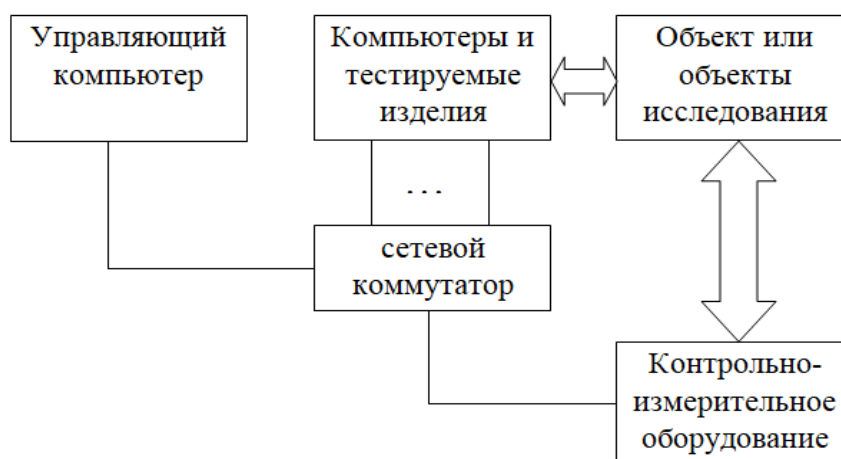 Управляющий
компьютер
Компьютеры и
тестируемые
изделия
Объект или
объекты
исследования
...
сетевой
коммутатор
Контрольно-
измерительное
оборудование